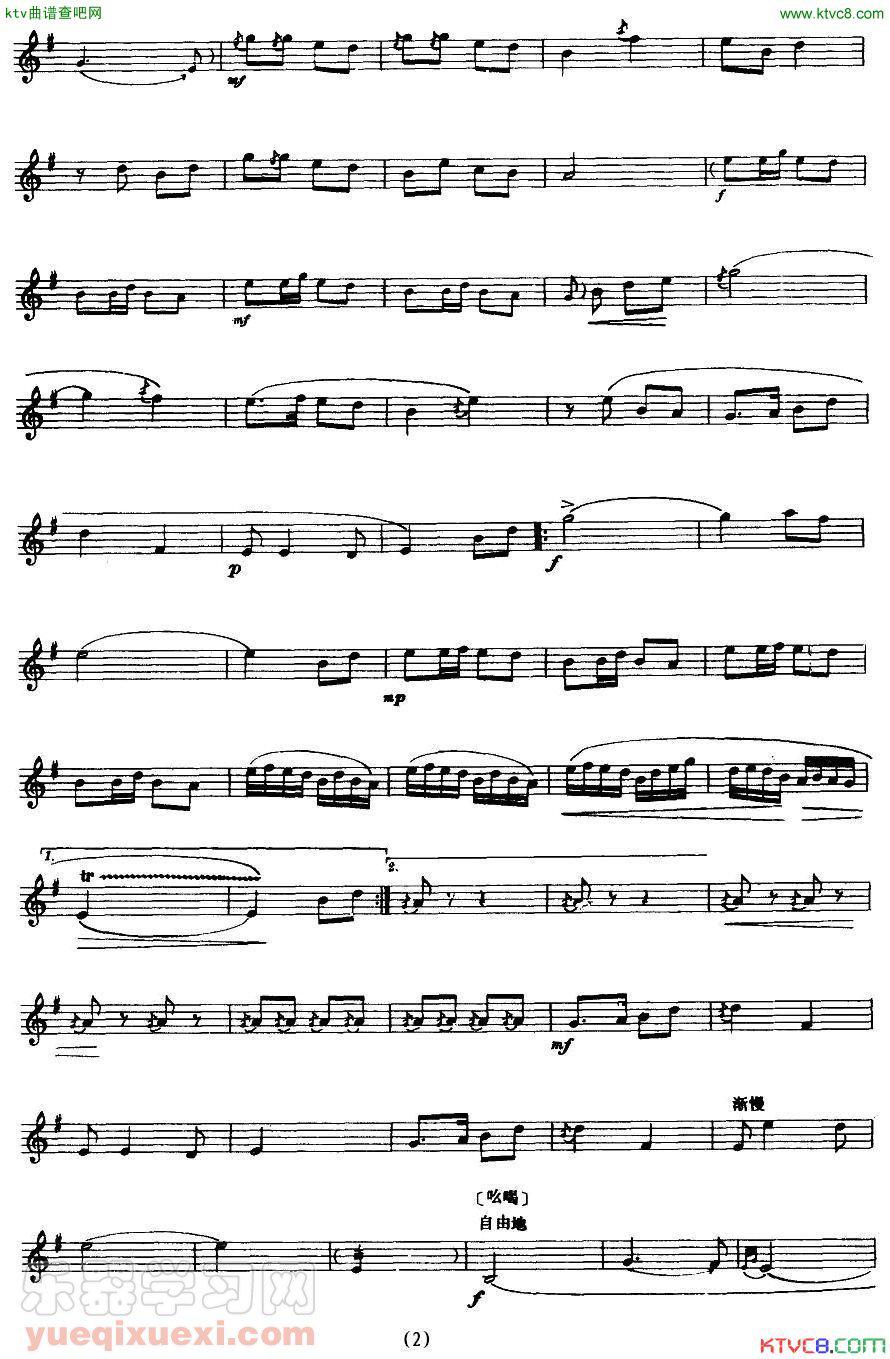 ktv曲谱查吧网
www.ktvc8.com
mf
f
mf
p
f
mp
1.
tr
2.
mf
渐慢
[吆喝]
自由地
f
乐器学习网
yueqixuexi.com
(2)
KTVC8.COM